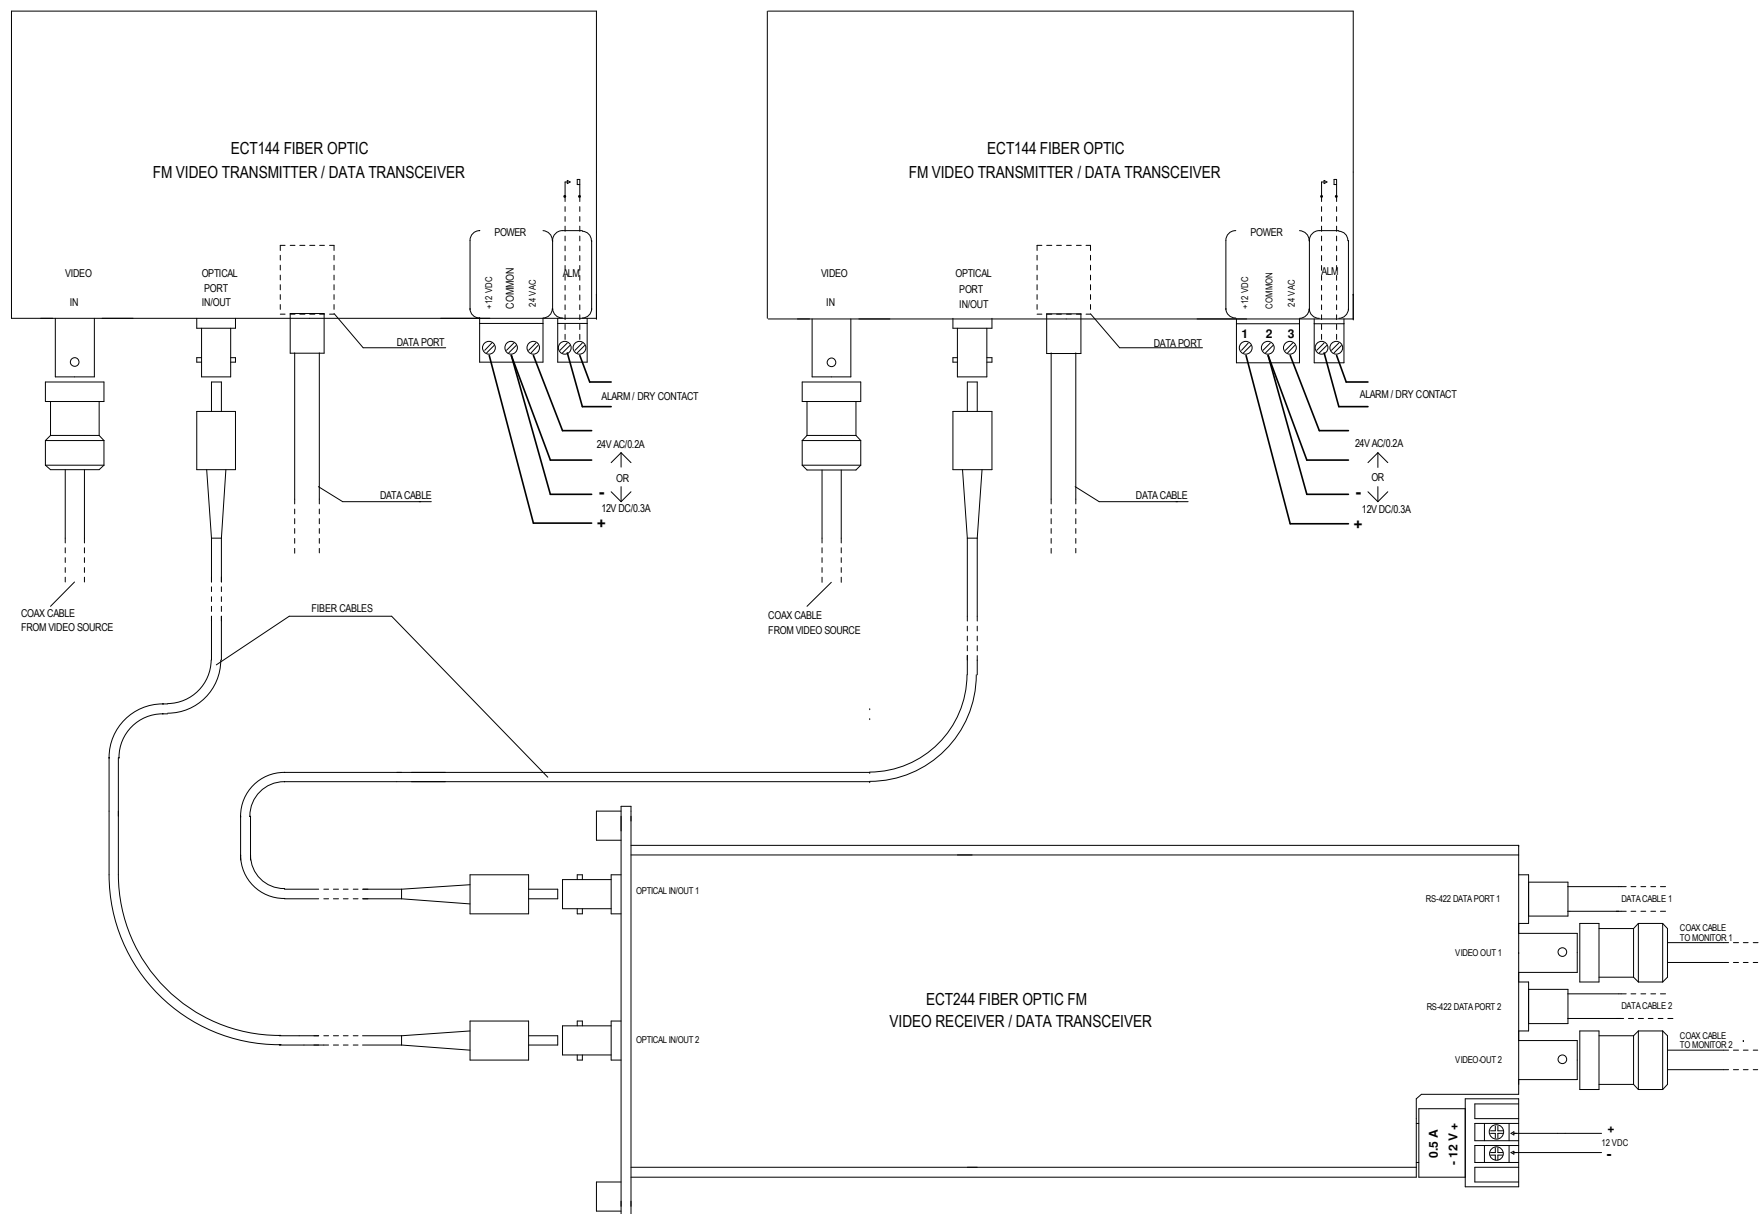 ECT144 FIBER OPTIC
FM VIDEO TRANSMITTER / DATA TRANSCEIVER
POWER
+12 VDC
COMMON
24 VAC
ALM
VIDEO
IN
OPTICAL
PORT
IN/OUT
DATA PORT
ALARM / DRY CONTACT
24V AC/0.2A
OR
-
12V DC/0.3A
+
DATA CABLE
COAX CABLE
FROM VIDEO SOURCE
FIBER CABLES
ECT144 FIBER OPTIC
FM VIDEO TRANSMITTER / DATA TRANSCEIVER
POWER
+12 VDC
COMMON
24 VAC
ALM
VIDEO
IN
OPTICAL
PORT
IN/OUT
1 2 3
DATA PORT
ALARM / DRY CONTACT
24V AC/0.2A
OR
-
12V DC/0.3A
+
DATA CABLE
COAX CABLE
FROM VIDEO SOURCE
OPTICAL IN/OUT 1
OPTICAL IN/OUT 2
ECT244 FIBER OPTIC FM
VIDEO RECEIVER / DATA TRANSCEIVER
RS-422 DATA PORT 1
DATA CABLE 1
VIDEO OUT 1
COAX CABLE
TO MONITOR 1
RS-422 DATA PORT 2
DATA CABLE 2
VIDEO-OUT 2
COAX CABLE
TO MONITOR 2
0.5 A
- 12 V +
+
12 VDC
-